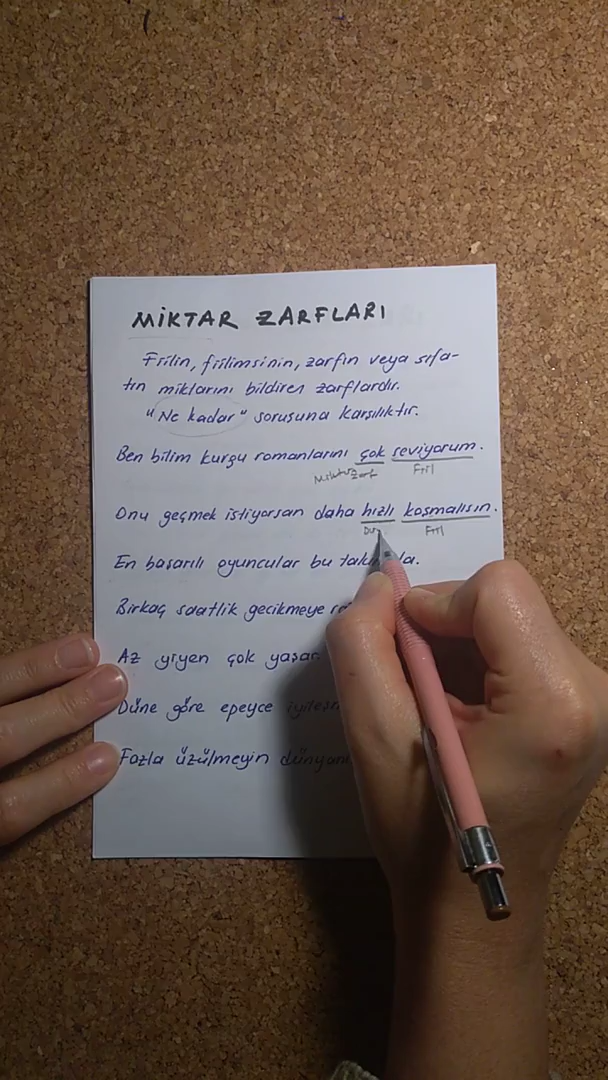 MİKTAR ZARFLARI
Fiilin, fiilimsinin, zarfın veya sıfa-
tın miktarını bildiren zarflardır.
"Ne kadar" sorusuna karşılıktır.
Ben bilim kurgu romanlarını çok seviyorum.
Miktar zarf Fiil
Onu geçmek istiyorsan daha hızlı koşmalısın.
Du Fiil
En başarılı oyuncular bu
Birkaç saatlik gecikmeye
Az yiyen çok yaşar.
Düne göre epeyce
Fazla üzülmeyin